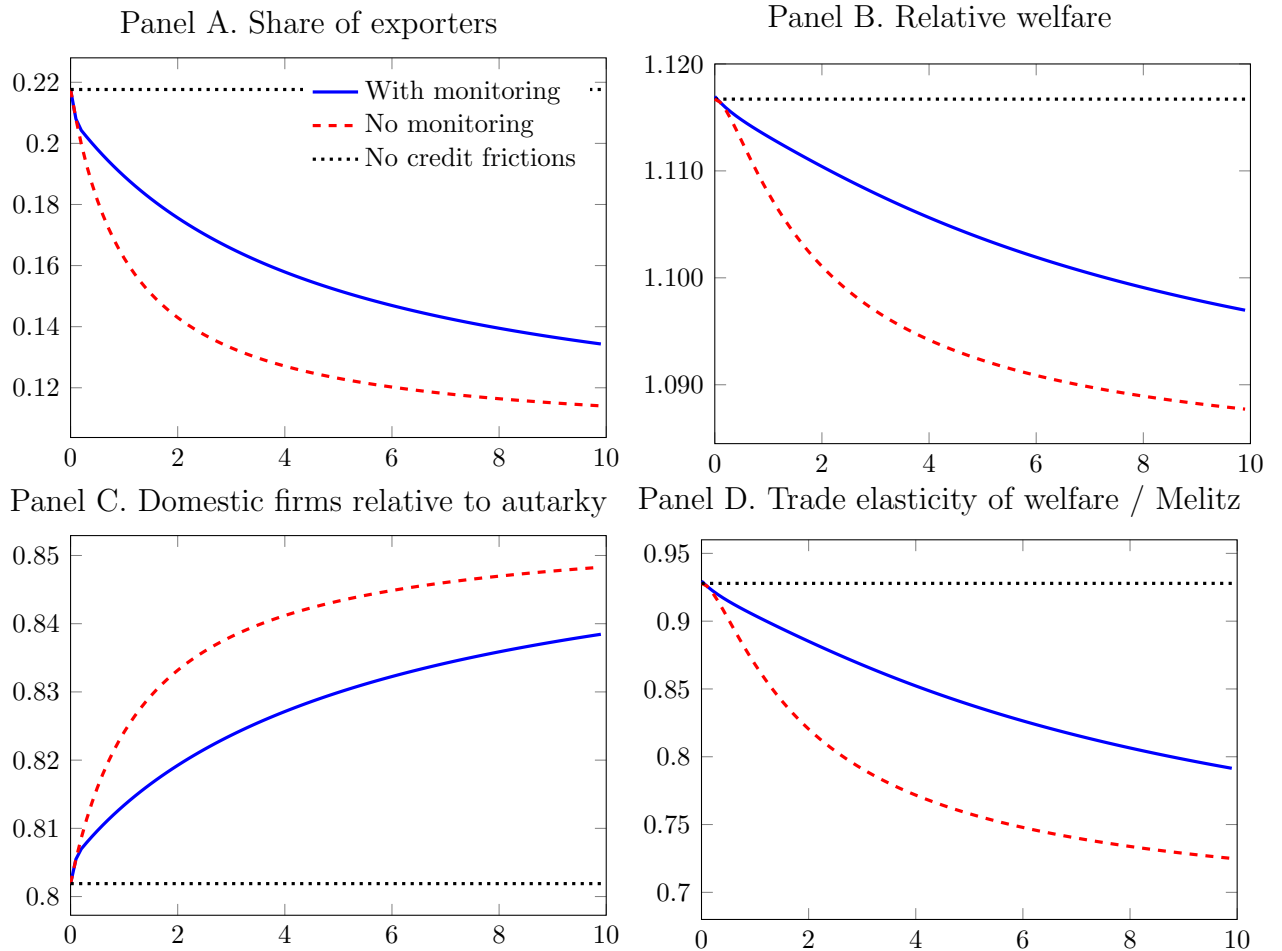 Panel A. Share of exporters
0.22
0.2
0.18
0.16
0.14
0.12
0 2 4 6 8 10
With monitoring
No monitoring
No credit frictions
Panel B. Relative welfare
1.120
1.110
1.100
1.090
0 2 4 6 8 10
Panel C. Domestic firms relative to autarky
0.85
0.84
0.83
0.82
0.81
0.8
0 2 4 6 8 10
Panel D. Trade elasticity of welfare / Melitz
0.95
0.9
0.85
0.8
0.75
0.7
0 2 4 6 8 10